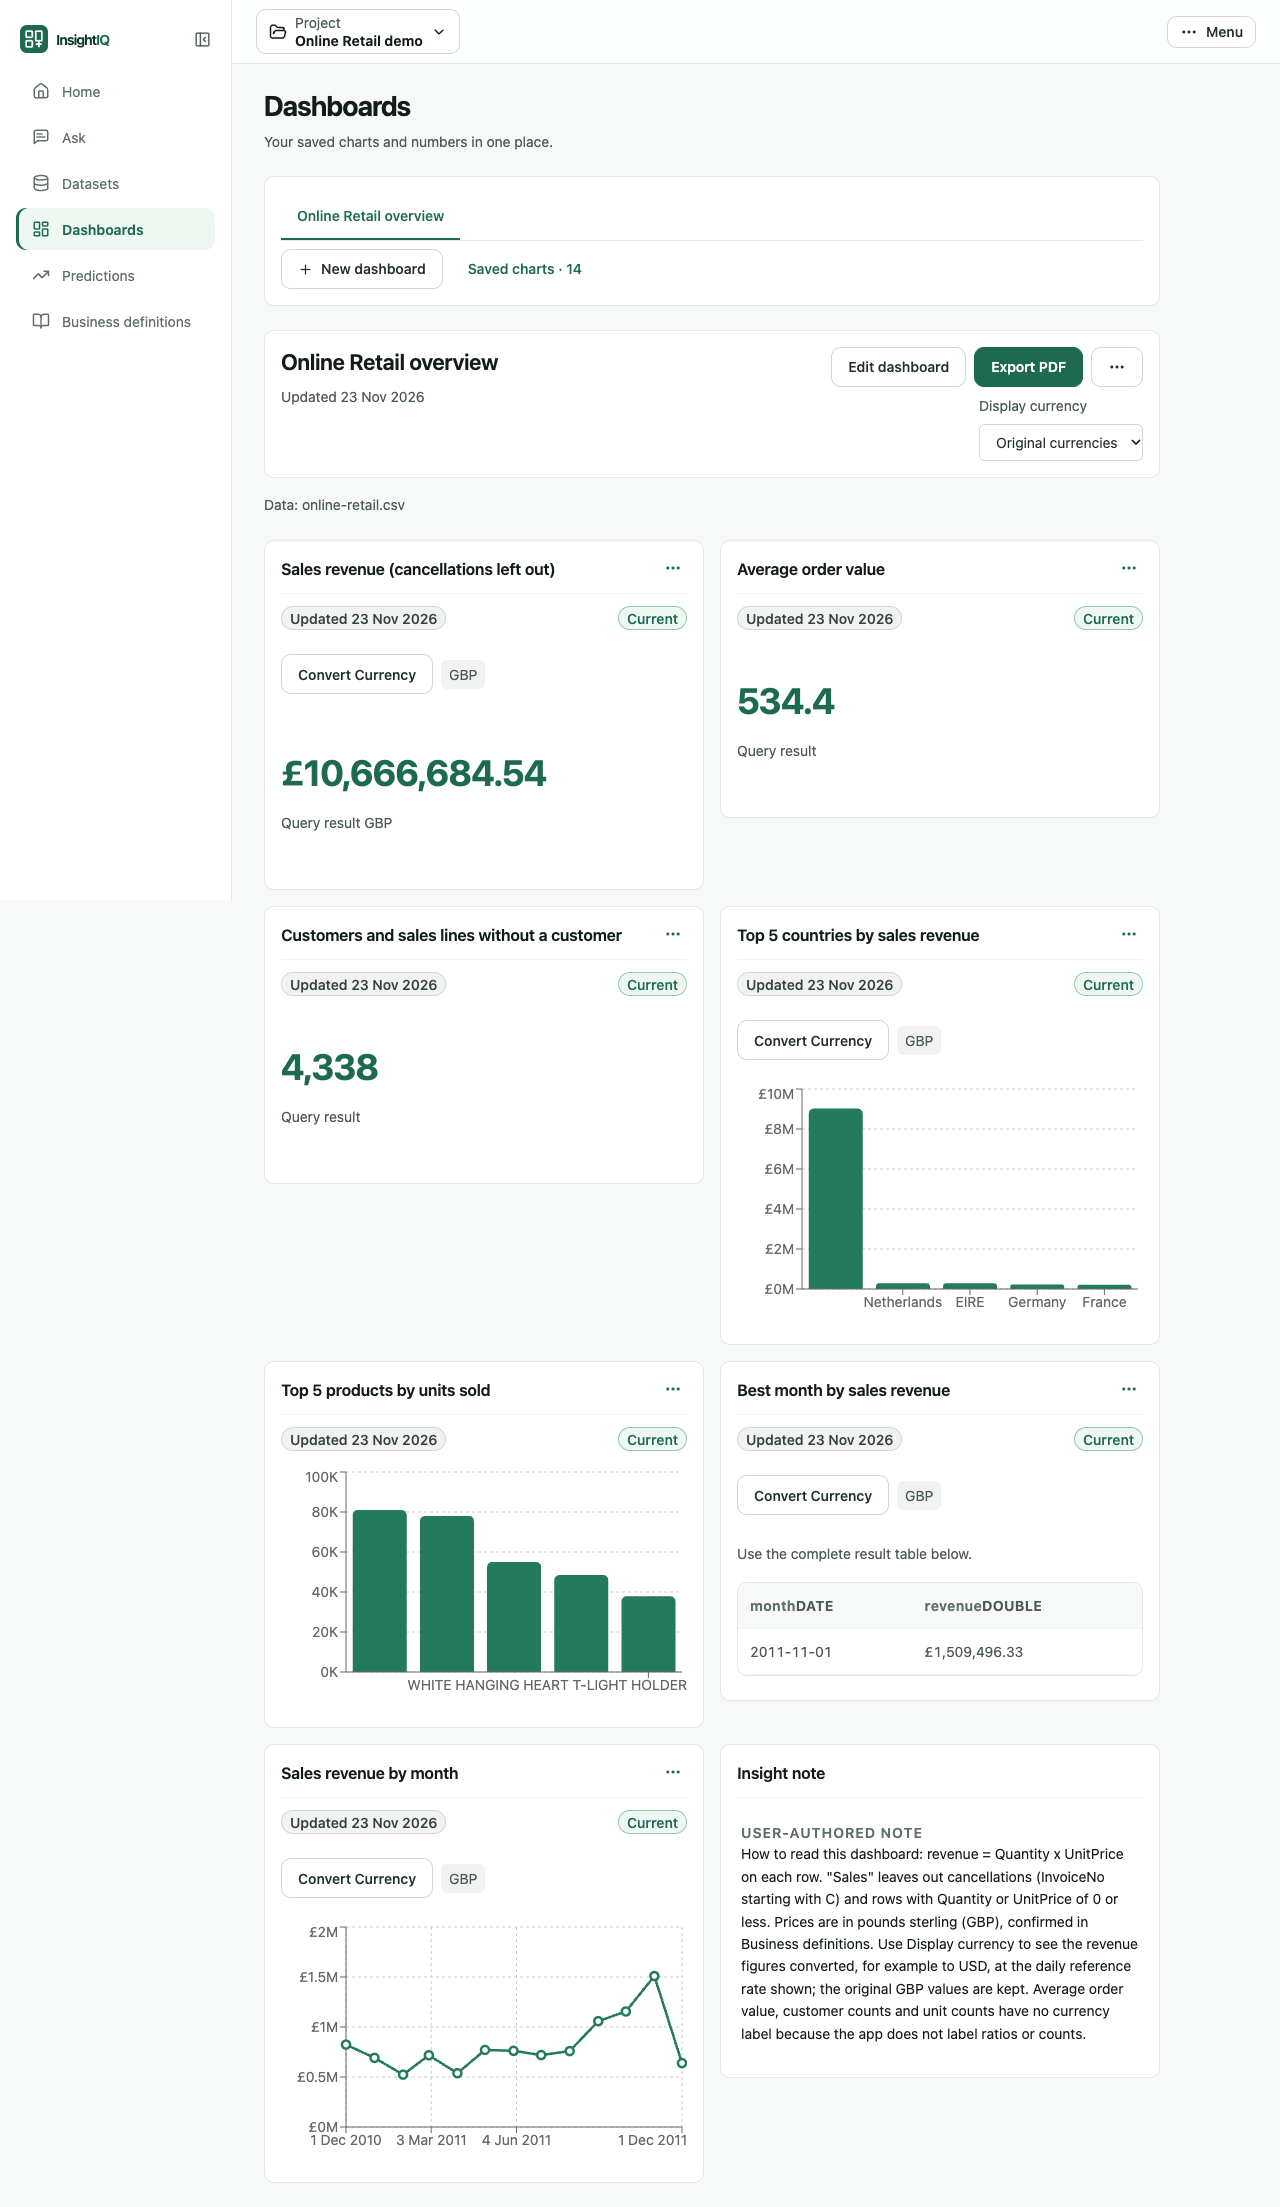 InsightIQ
Project
Online Retail demo
Menu
Home
Ask
Datasets
Dashboards
Predictions
Business definitions
Dashboards
Your saved charts and numbers in one place.
Online Retail overview
New dashboard
Saved charts · 14
Online Retail overview
Updated 23 Nov 2026
Edit dashboard
Export PDF
Display currency
Original currencies
Data: online-retail.csv
Sales revenue (cancellations left out)
Updated 23 Nov 2026
Current
Convert Currency
GBP
£10,666,684.54
Query result GBP
Average order value
Updated 23 Nov 2026
Current
534.4
Query result
Customers and sales lines without a customer
Updated 23 Nov 2026
Current
4,338
Query result
Top 5 countries by sales revenue
Updated 23 Nov 2026
Current
Convert Currency
GBP
£10M
£8M
£6M
£4M
£2M
£0M
Netherlands EIRE Germany France
Top 5 products by units sold
Updated 23 Nov 2026
Current
100K
80K
60K
40K
20K
0K
WHITE HANGING HEART T-LIGHT HOLDER
Best month by sales revenue
Updated 23 Nov 2026
Current
Convert Currency
GBP
Use the complete result table below.
monthDATE revenueDOUBLE
2011-11-01 £1,509,496.33
Sales revenue by month
Updated 23 Nov 2026
Current
Convert Currency
GBP
£2M
£1.5M
£1M
£0.5M
£0M
1 Dec 2010 3 Mar 2011 4 Jun 2011 1 Dec 2011
Insight note
USER-AUTHORED NOTE
How to read this dashboard: revenue = Quantity x UnitPrice
on each row. "Sales" leaves out cancellations (InvoiceNo
starting with C) and rows with Quantity or UnitPrice of 0 or
less. Prices are in pounds sterling (GBP), confirmed in
Business definitions. Use Display currency to see the revenue
figures converted, for example to USD, at the daily reference
rate shown; the original GBP values are kept. Average order
value, customer counts and unit counts have no currency
label because the app does not label ratios or counts.